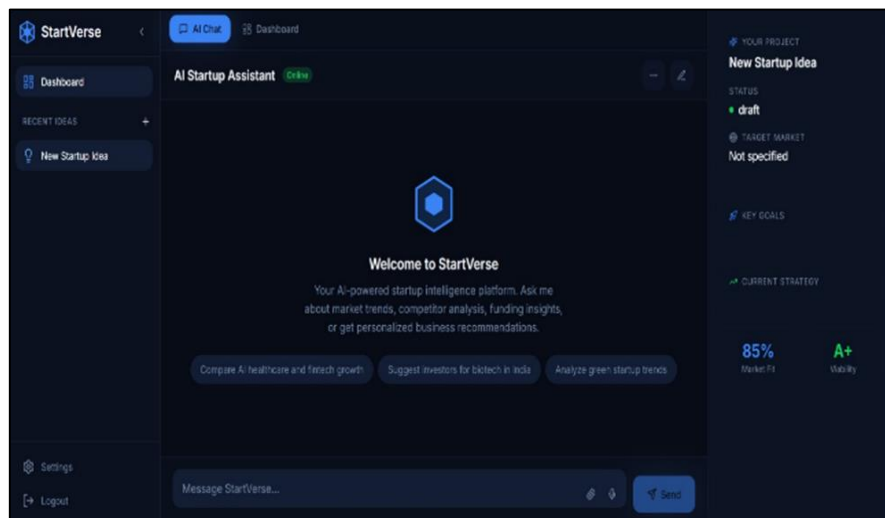 StartVerse
Dashboard
RECENT IDEAS +
New Startup Idea
Settings
Logout
AI Chat
Dashboard
AI Startup Assistant Online
Welcome to StartVerse
Your AI-powered startup intelligence platform. Ask me
about market trends, competitor analysis, funding insights,
or get personalized business recommendations.
Compare AI healthcare and fintech growth
Suggest investors for biotech in India
Analyze green startup trends
Message StartVerse...
Send
YOUR PROJECT
New Startup Idea
STATUS
draft
TARGET MARKET
Not specified
KEY GOALS
CURRENT STRATEGY
85% A+
Market Fit Viability